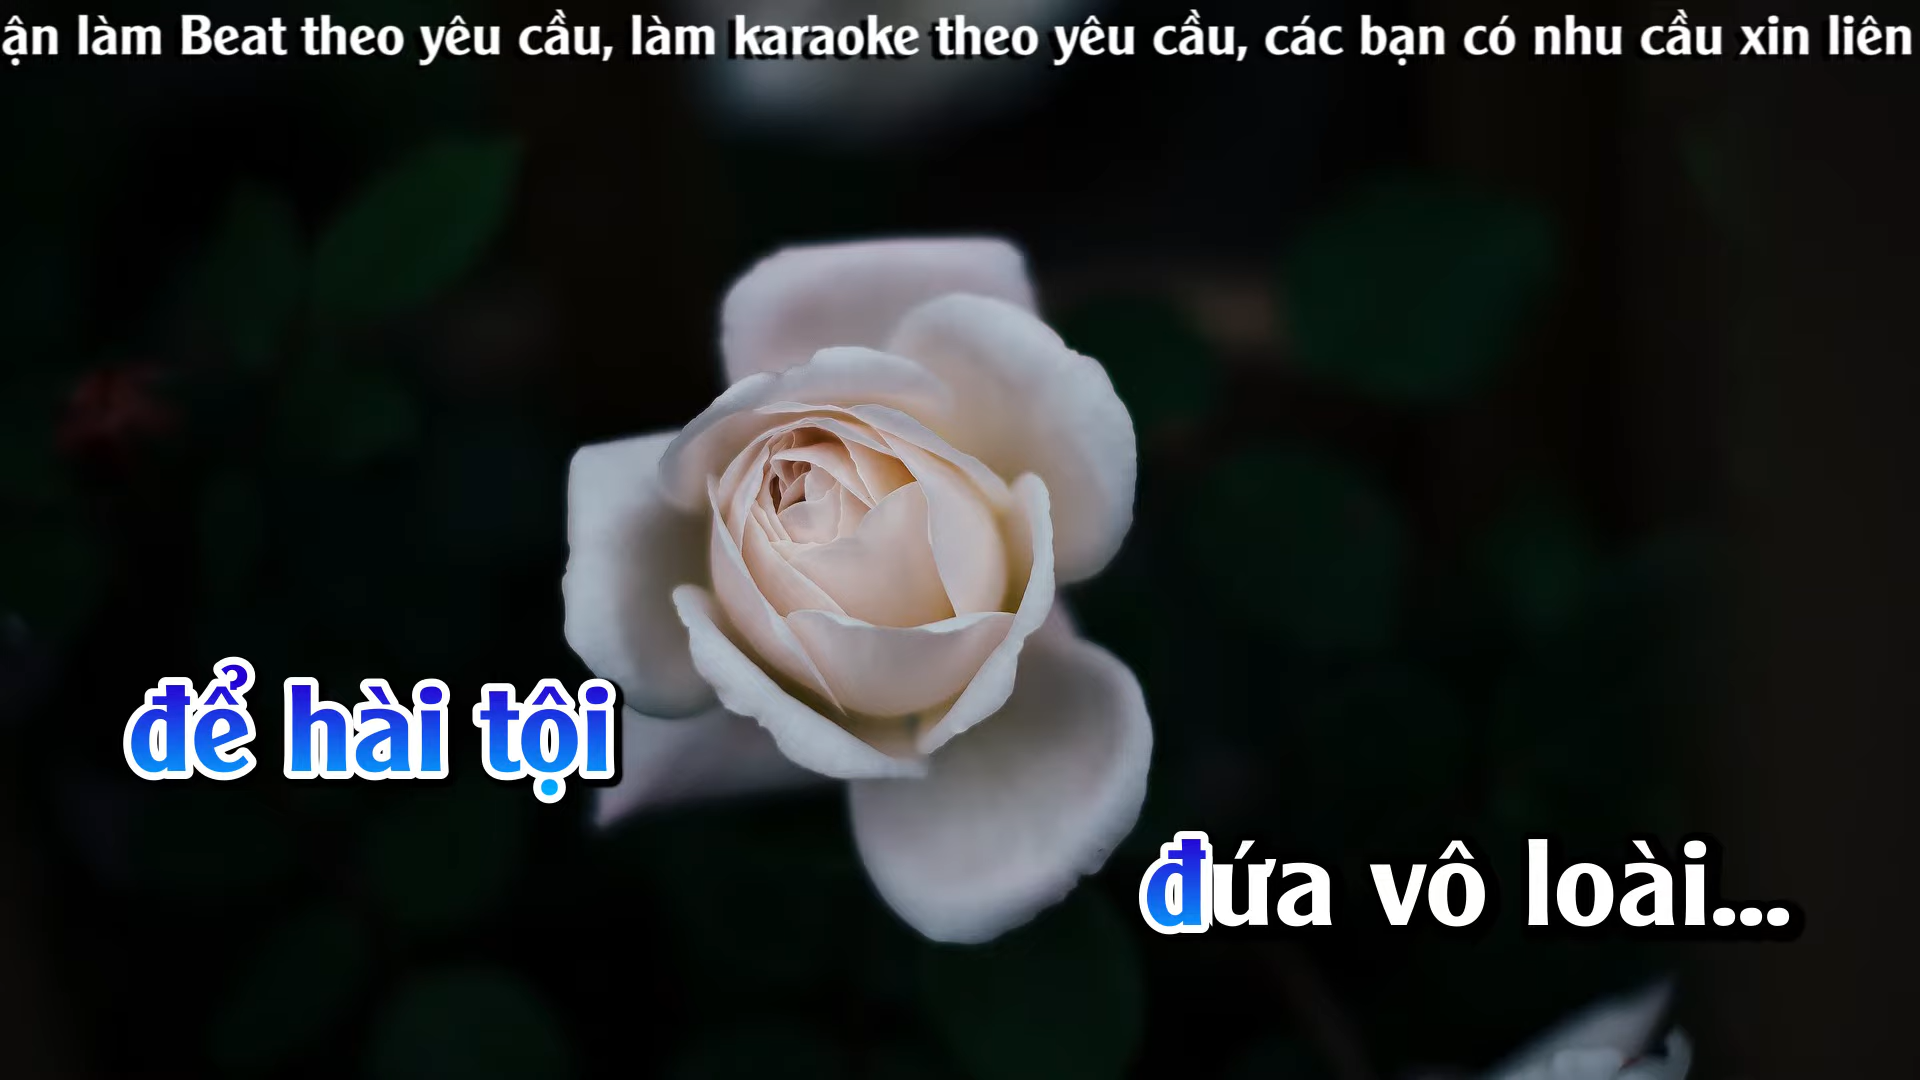 ận làm Beat theo yêu cầu, làm karaoke theo yêu cầu, các bạn có nhu cầu xin liên
để hài tội
đứa vô loài...